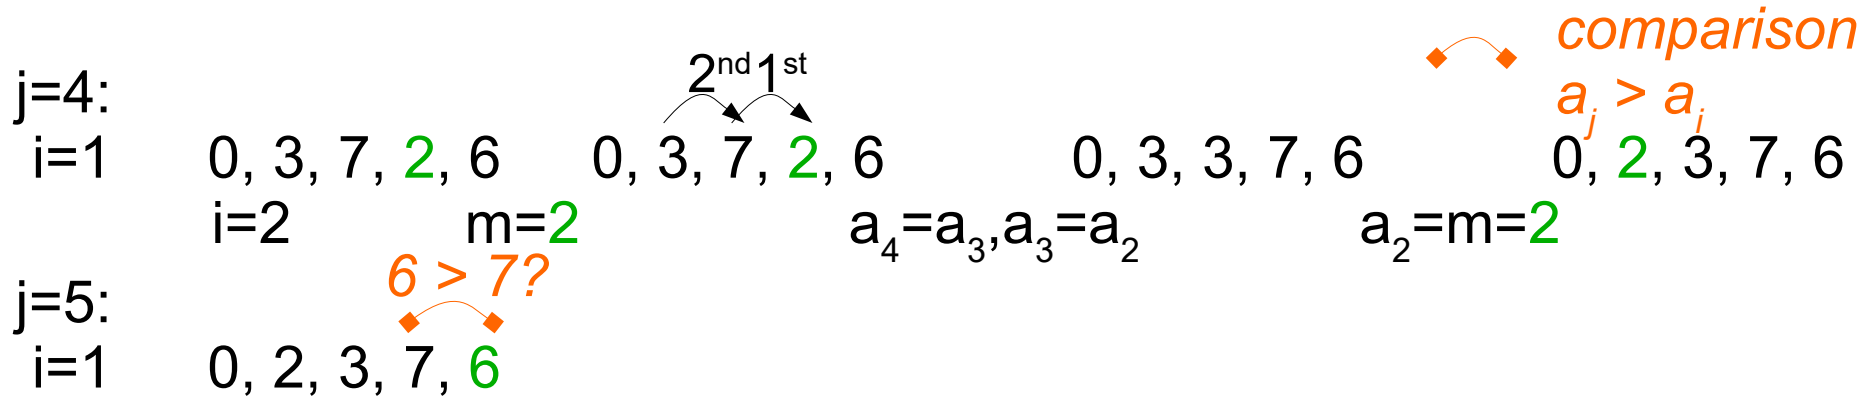 comparison
a_j > a_i
2nd 1st
j=4:
i=1 0, 3, 7, 2, 6 0, 3, 7, 2, 6 0, 3, 3, 7, 6 0, 2, 3, 7, 6
i=2 m=2 a4=a3,a3=a2 a2=m=2
6 > 7?
j=5:
i=1 0, 2, 3, 7, 6